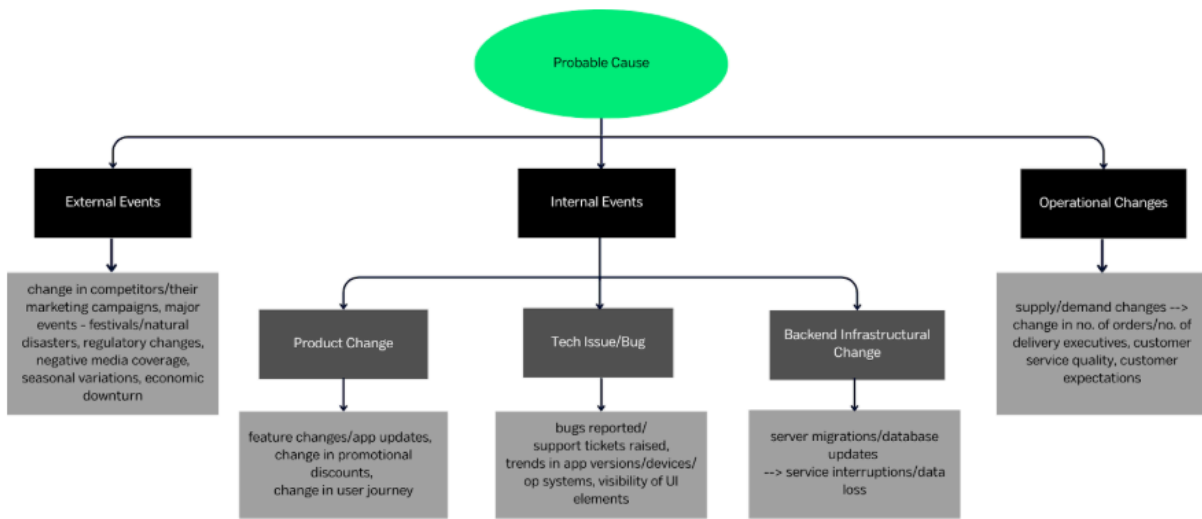 Probable Cause
External Events
Internal Events
Operational Changes
change in competitors/their
marketing campaigns, major
events - festivals/natural
disasters, regulatory changes,
negative media coverage,
seasonal variations, economic
downturn
Product Change
Tech Issue/Bug
Backend Infrastructural
Change
supply/demand changes -->
change in no. of orders/no. of
delivery executives, customer
service quality, customer
expectations
feature changes/app updates,
change in promotional
discounts,
change in user journey
bugs reported/
support tickets raised,
trends in app versions/devices/
op systems, visibility of UI
elements
server migrations/database
updates
--> service interruptions/data
loss